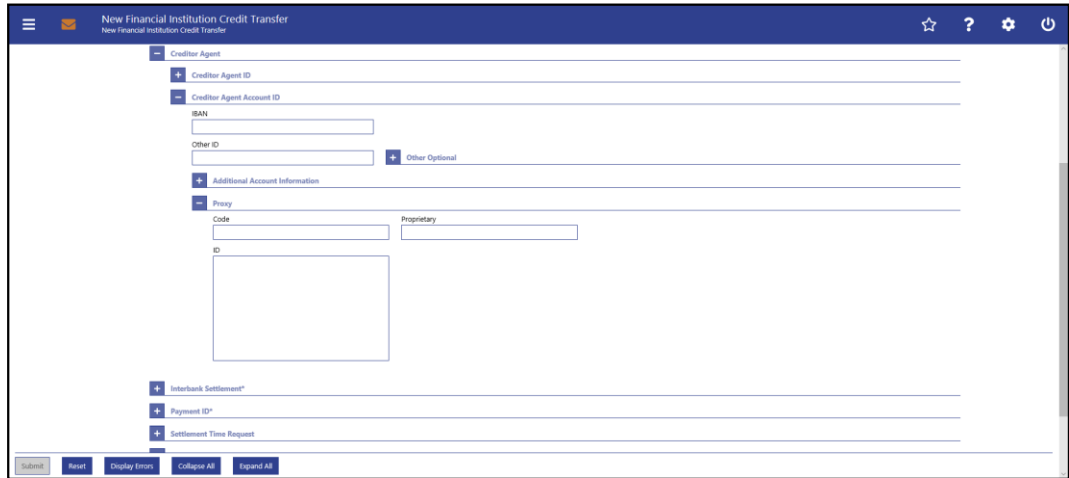 New Financial Institution Credit Transfer
New Financial Institution Credit Transfer
Creditor Agent
Creditor Agent ID
Creditor Agent Account ID
IBAN
Other ID
Other Optional
Additional Account Information
Proxy
Code Proprietary
ID
Interbank Settlement*
Payment ID*
Settlement Time Request
Submit Reset Display Errors Collapse All Expand All